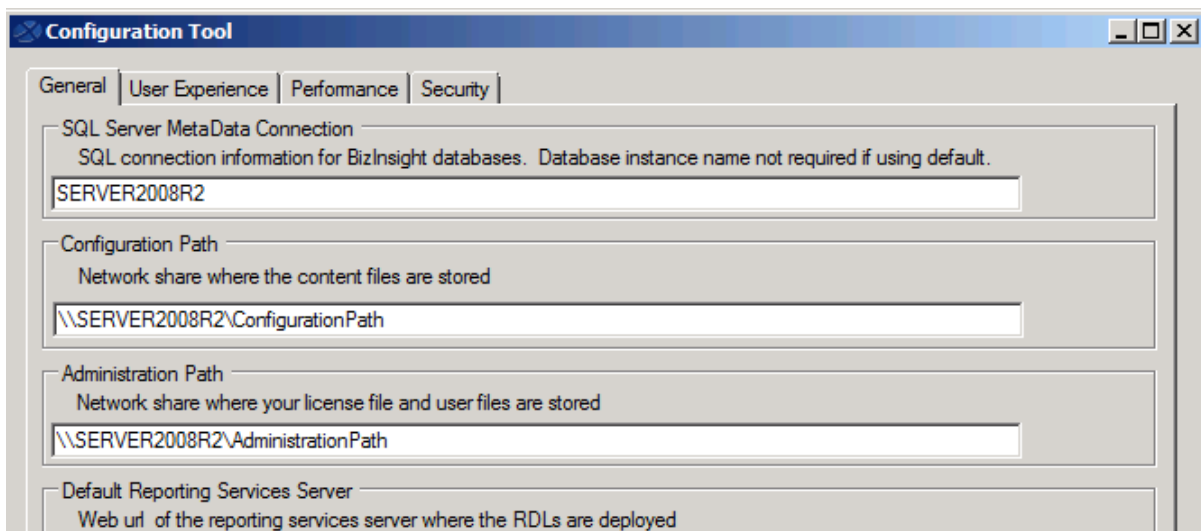 Configuration Tool
General User Experience Performance Security
SQL Server MetaData Connection
SQL connection information for BizInsight databases.  Database instance name not required if using default.
SERVER2008R2
Configuration Path
Network share where the content files are stored
\\SERVER2008R2\ConfigurationPath
Administration Path
Network share where your license file and user files are stored
\\SERVER2008R2\AdministrationPath
Default Reporting Services Server
Web url  of the reporting services server where the RDLs are deployed